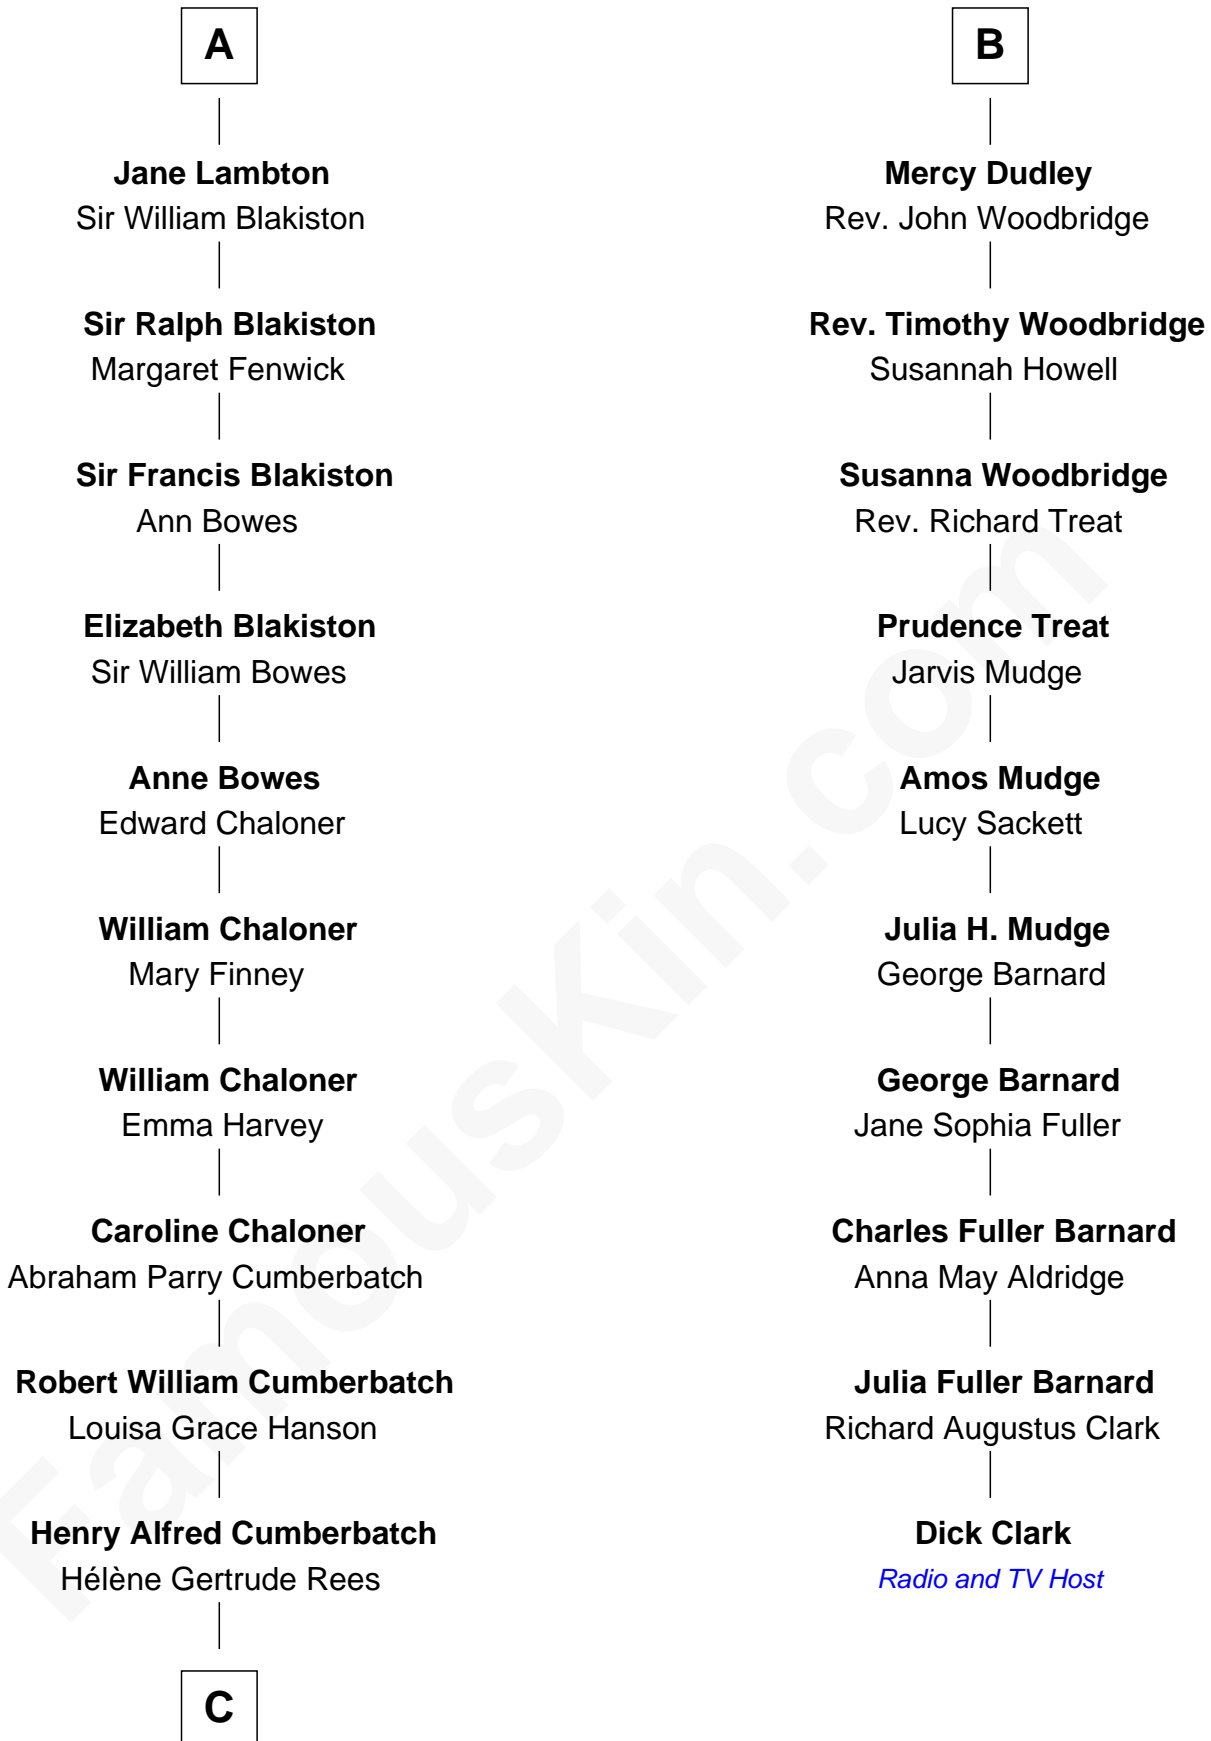 A
Jane Lambton
Sir William Blakiston
Sir Ralph Blakiston
Margaret Fenwick
Sir Francis Blakiston
Ann Bowes
Elizabeth Blakiston
Sir William Bowes
Anne Bowes
Edward Chaloner
William Chaloner
Mary Finney
William Chaloner
Emma Harvey
Caroline Chaloner
Abraham Parry Cumberbatch
Robert William Cumberbatch
Louisa Grace Hanson
Henry Alfred Cumberbatch
Hélène Gertrude Rees
C
B
Mercy Dudley
Rev. John Woodbridge
Rev. Timothy Woodbridge
Susannah Howell
Susanna Woodbridge
Rev. Richard Treat
Prudence Treat
Jarvis Mudge
Amos Mudge
Lucy Sackett
Julia H. Mudge
George Barnard
George Barnard
Jane Sophia Fuller
Charles Fuller Barnard
Anna May Aldridge
Julia Fuller Barnard
Richard Augustus Clark
Dick Clark
Radio and TV Host
FamousKin.com